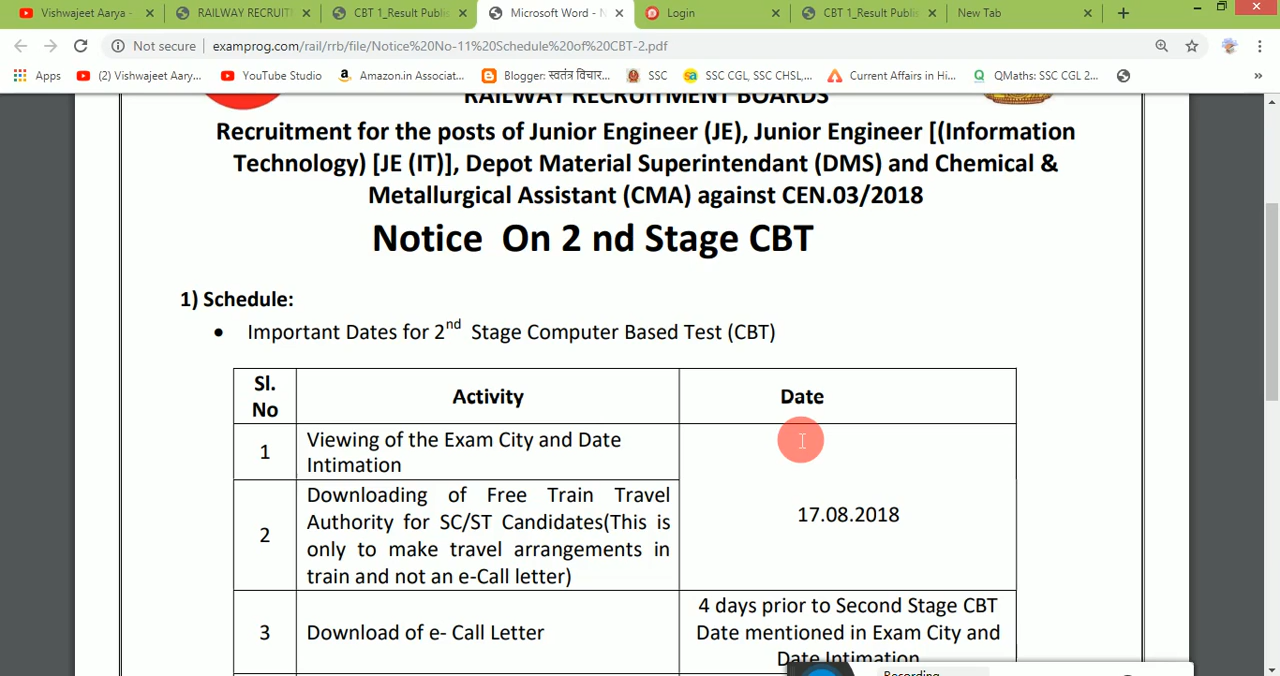 Vishwajeet Aarya -
RAILWAY RECRUIT
CBT 1_Result Publis
Microsoft Word - N
Login
CBT 1_Result Publis
New Tab
Not secure
examprog.com/rail/rrb/file/Notice%20No-11%20Schedule%20of%20CBT-2.pdf
Apps
(2) Vishwajeet Aary...
YouTube Studio
Amazon.in Associat...
Blogger: स्वतंत्र विचार...
SSC
SSC CGL, SSC CHSL,...
Current Affairs in Hi...
QMaths: SSC CGL 2...
»
RAILWAY RECRUITMENT BOARDS
Recruitment for the posts of Junior Engineer (JE), Junior Engineer [(Information
Technology) [JE (IT)], Depot Material Superintendant (DMS) and Chemical &
Metallurgical Assistant (CMA) against CEN.03/2018
Notice On 2 nd Stage CBT
1) Schedule:
• Important Dates for 2nd Stage Computer Based Test (CBT)
Sl.
No
Activity
Date
1
Viewing of the Exam City and Date
Intimation
2
Downloading of Free Train Travel
Authority for SC/ST Candidates(This is
only to make travel arrangements in
train and not an e-Call letter)
17.08.2018
3
Download of e- Call Letter
4 days prior to Second Stage CBT
Date mentioned in Exam City and
Date Intimation
Recording